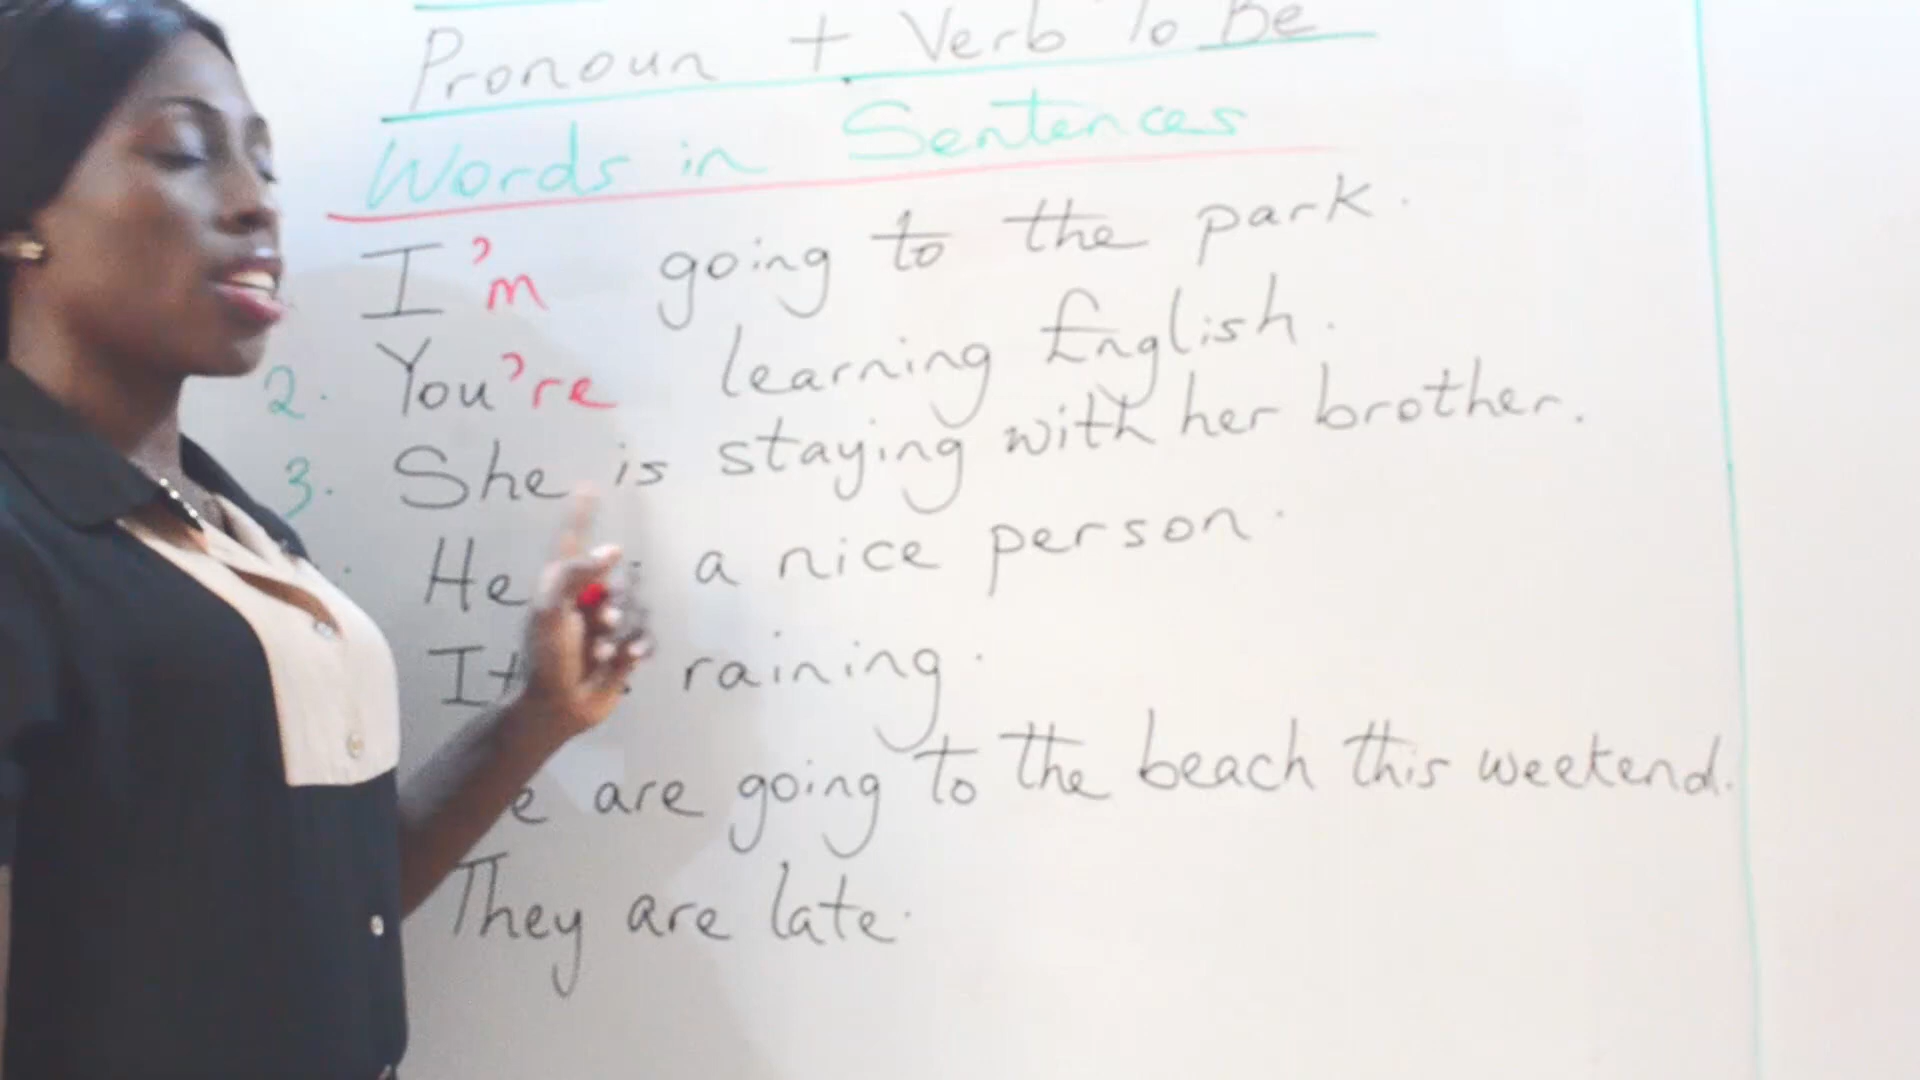 Pronoun + Verb To Be
Words in Sentences
I'm going to the park.
2. You're learning English.
3. She is staying with her brother.
He a nice person.
It raining.
are going to the beach this weekend.
They are late.